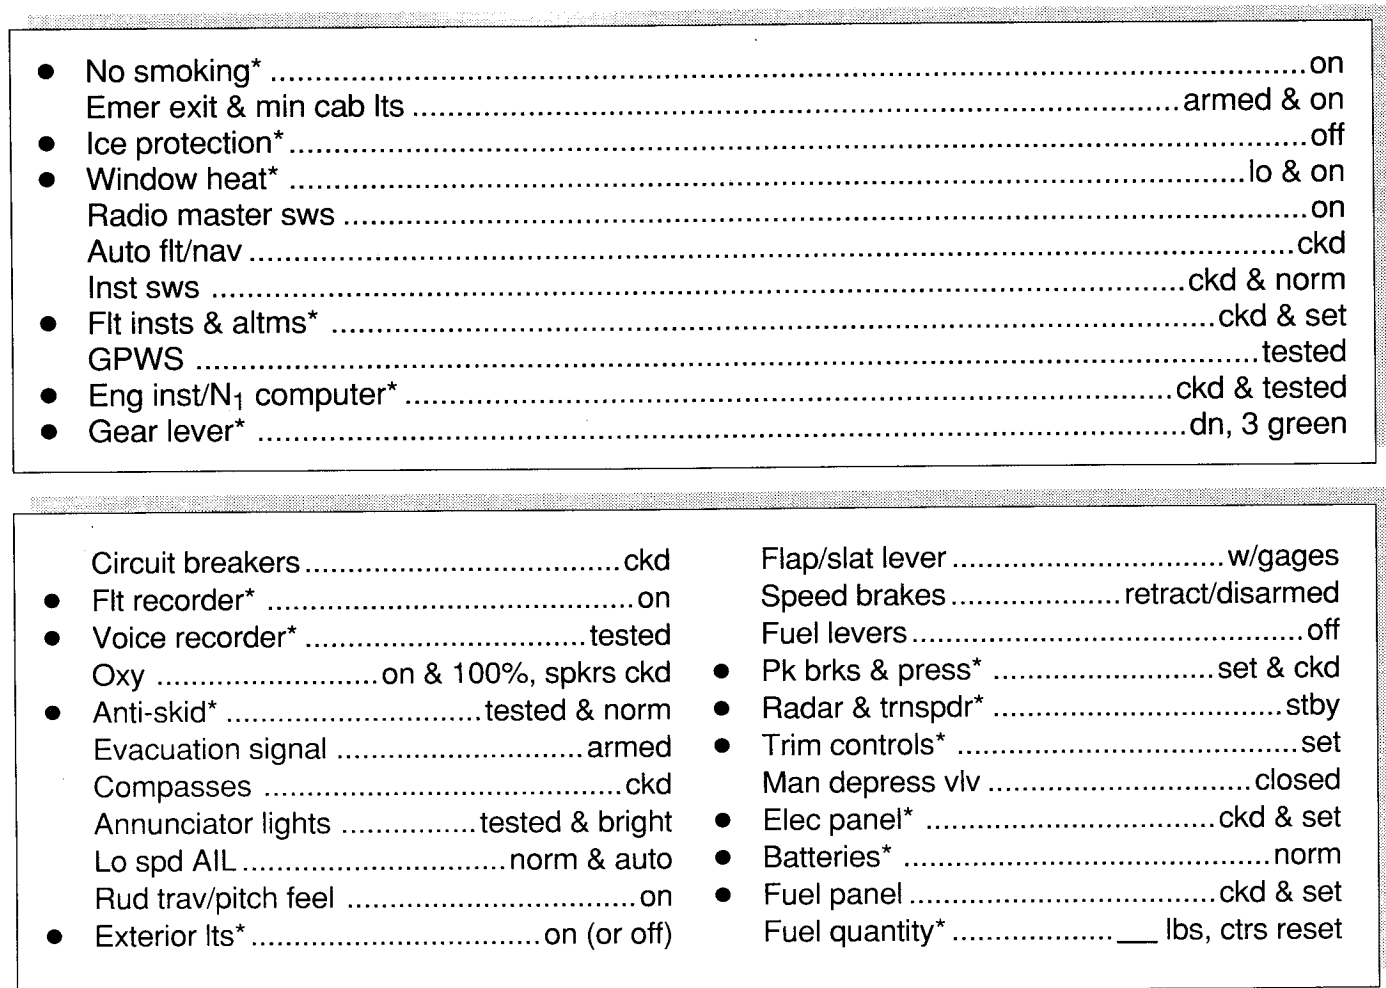 ● No smoking* ........ on
Emer exit & min cab lts ........ armed & on
● Ice protection* ........ off
● Window heat* ........ lo & on
Radio master sws ........ on
Auto flt/nav ........ ckd
Inst sws ........ ckd & norm
● Flt insts & altms* ........ ckd & set
GPWS ........ tested
● Eng inst/N1 computer* ........ ckd & tested
● Gear lever* ........ dn, 3 green
Circuit breakers ........ ckd
● Flt recorder* ........ on
● Voice recorder* ........ tested
Oxy ........ on & 100%, spkrs ckd
● Anti-skid* ........ tested & norm
Evacuation signal ........ armed
Compasses ........ ckd
Annunciator lights ........ tested & bright
Lo spd AIL ........ norm & auto
Rud trav/pitch feel ........ on
● Exterior lts* ........ on (or off)
Flap/slat lever ........ w/gages
Speed brakes ........ retract/disarmed
Fuel levers ........ off
● Pk brks & press* ........ set & ckd
● Radar & trnspdr* ........ stby
● Trim controls* ........ set
Man depress vlv ........ closed
● Elec panel* ........ ckd & set
● Batteries* ........ norm
● Fuel panel ........ ckd & set
Fuel quantity* ........ __ lbs, ctrs reset